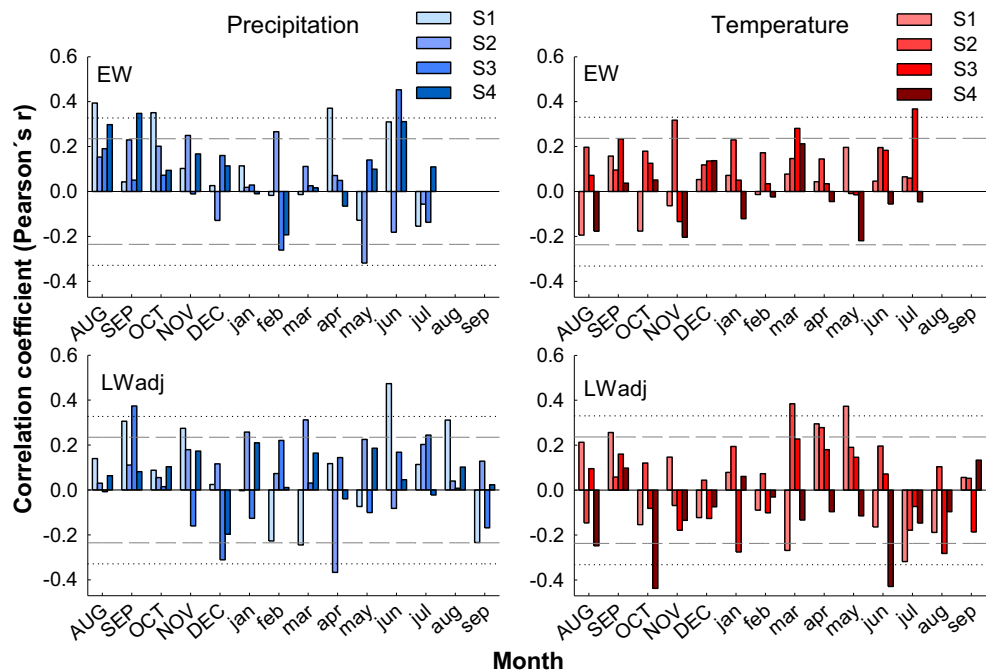 Precipitation
S1
S2
S3
S4
Temperature
S1
S2
S3
S4
Correlation coefficient (Pearson´s r)
EW
0.6
0.4
0.2
0.0
-0.2
-0.4
AUG SEP OCT NOV DEC jan feb mar apr may jun jul aug sep
EW
0.6
0.4
0.2
0.0
-0.2
-0.4
AUG SEP OCT NOV DEC jan feb mar apr may jun jul aug sep
LWadj
0.6
0.4
0.2
0.0
-0.2
-0.4
AUG SEP OCT NOV DEC jan feb mar apr may jun jul aug sep
LWadj
0.6
0.4
0.2
0.0
-0.2
-0.4
AUG SEP OCT NOV DEC jan feb mar apr may jun jul aug sep
Month